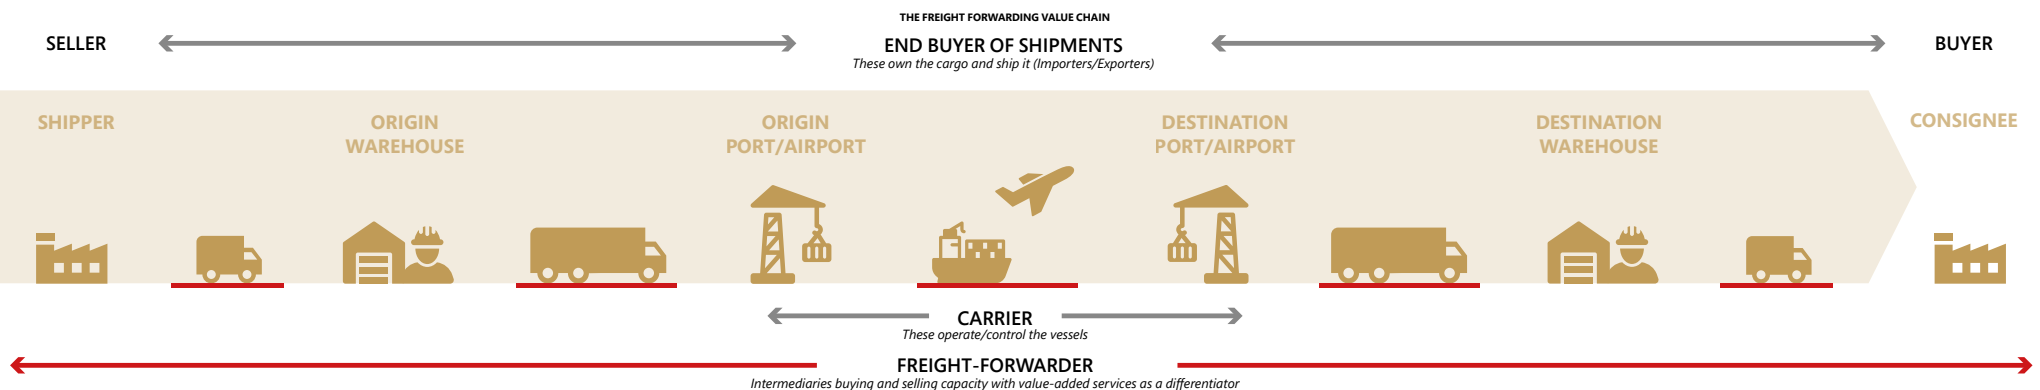 THE FREIGHT FORWARDING VALUE CHAIN
SELLER
END BUYER OF SHIPMENTS
BUYER
These own the cargo and ship it (Importers/Exporters)
SHIPPER
ORIGIN
WAREHOUSE
ORIGIN
PORT/AIRPORT
DESTINATION
PORT/AIRPORT
DESTINATION
WAREHOUSE
CONSIGNEE
CARRIER
These operate/control the vessels
FREIGHT-FORWARDER
Intermediaries buying and selling capacity with value-added services as a differentiator